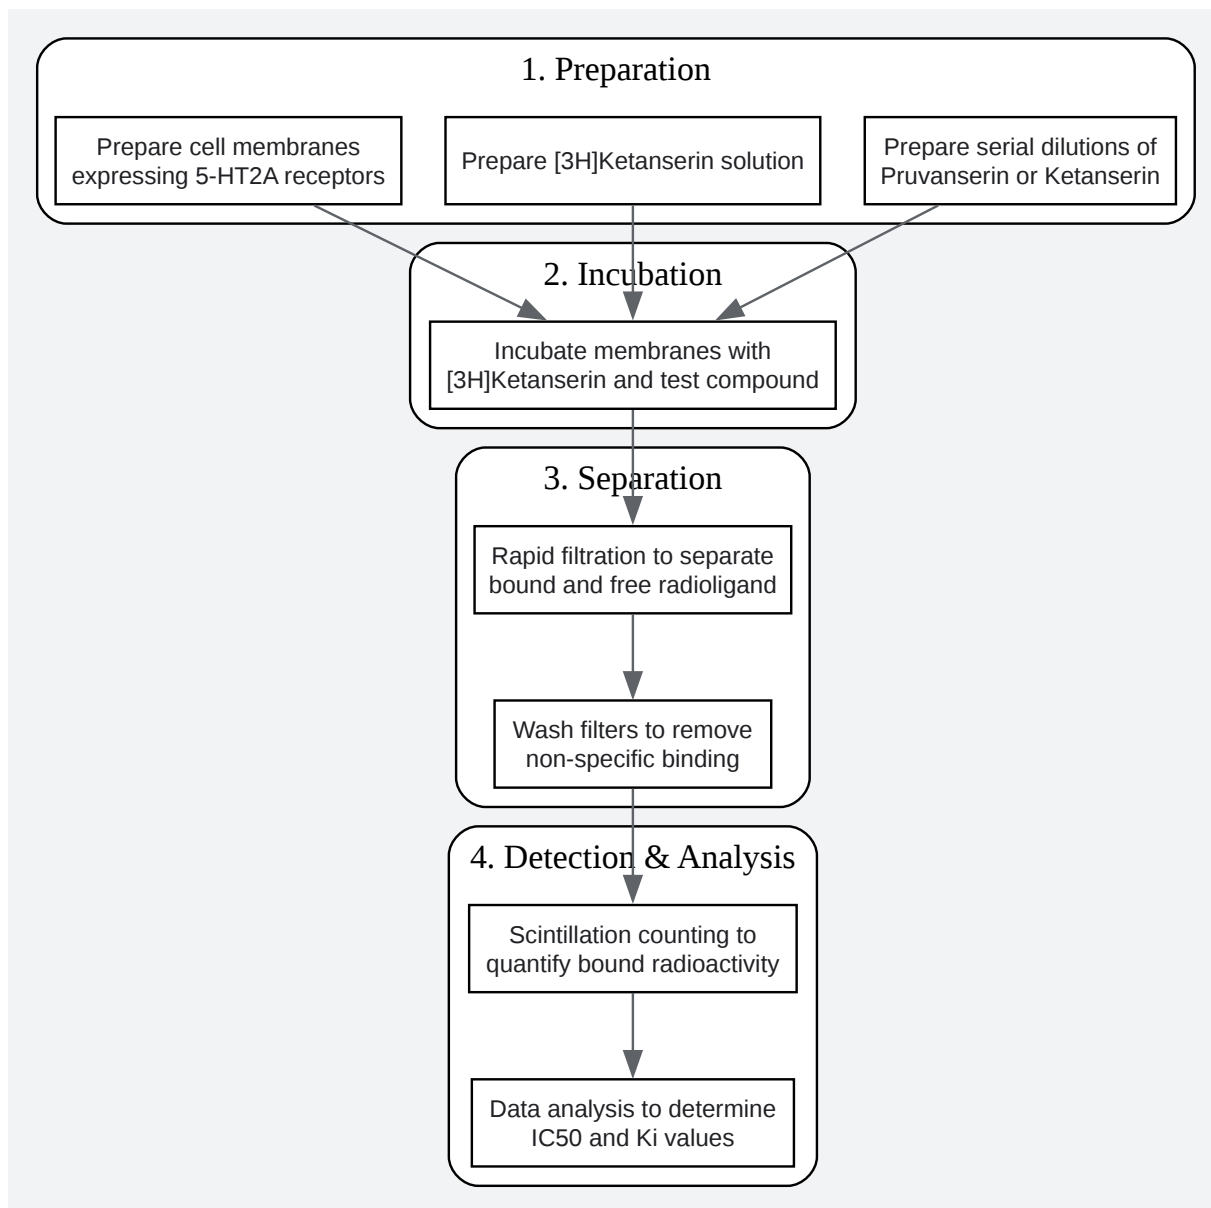 1. Preparation
Prepare cell membranes
expressing 5-HT2A receptors
Prepare [3H]Ketanserin solution
Prepare serial dilutions of
Pruvanserin or Ketanserin
2. Incubation
Incubate membranes with
[3H]Ketanserin and test compound
3. Separation
Rapid filtration to separate
bound and free radioligand
Wash filters to remove
non-specific binding
4. Detection & Analysis
Scintillation counting to
quantify bound radioactivity
Data analysis to determine
IC50 and Ki values